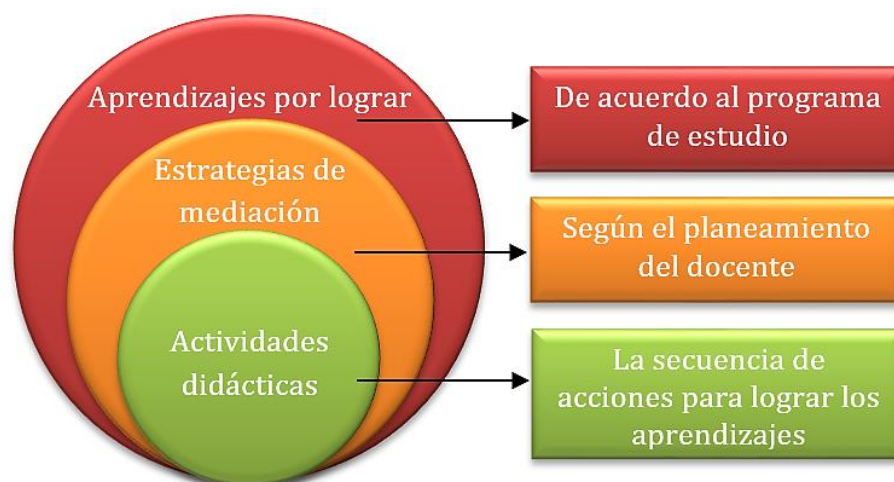 Aprendizajes por lograr
De acuerdo al programa
de estudio
Estrategias de
mediación
Según el planeamiento
del docente
Actividades
didácticas
La secuencia de
acciones para lograr los
aprendizajes